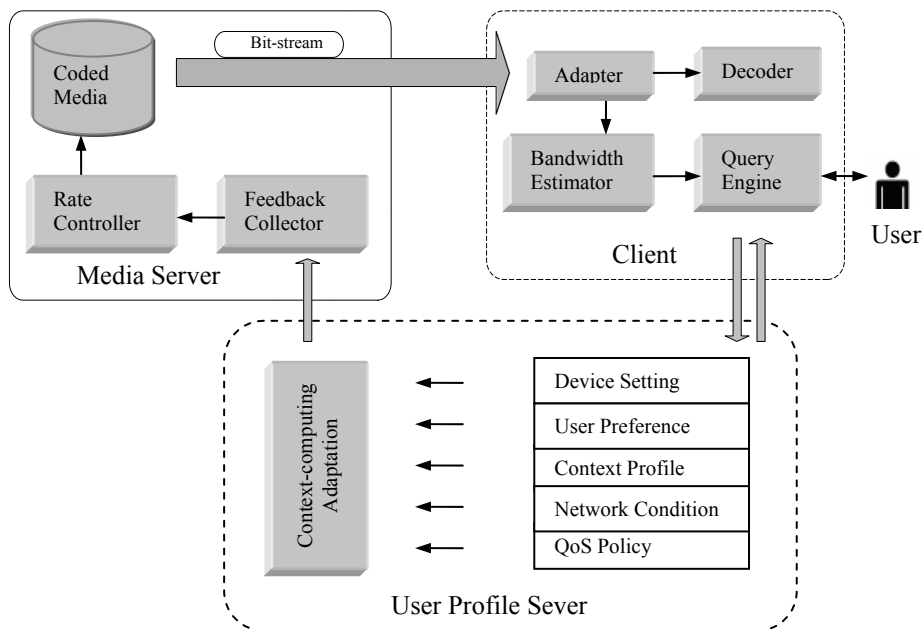 Bit-stream
Coded
Media
Rate
Controller
Feedback
Collector
Media Server
Adapter
Decoder
Bandwidth
Estimator
Query
Engine
Client
User
Context-computing
Adaptation
Device Setting
User Preference
Context Profile
Network Condition
QoS Policy
User Profile Sever